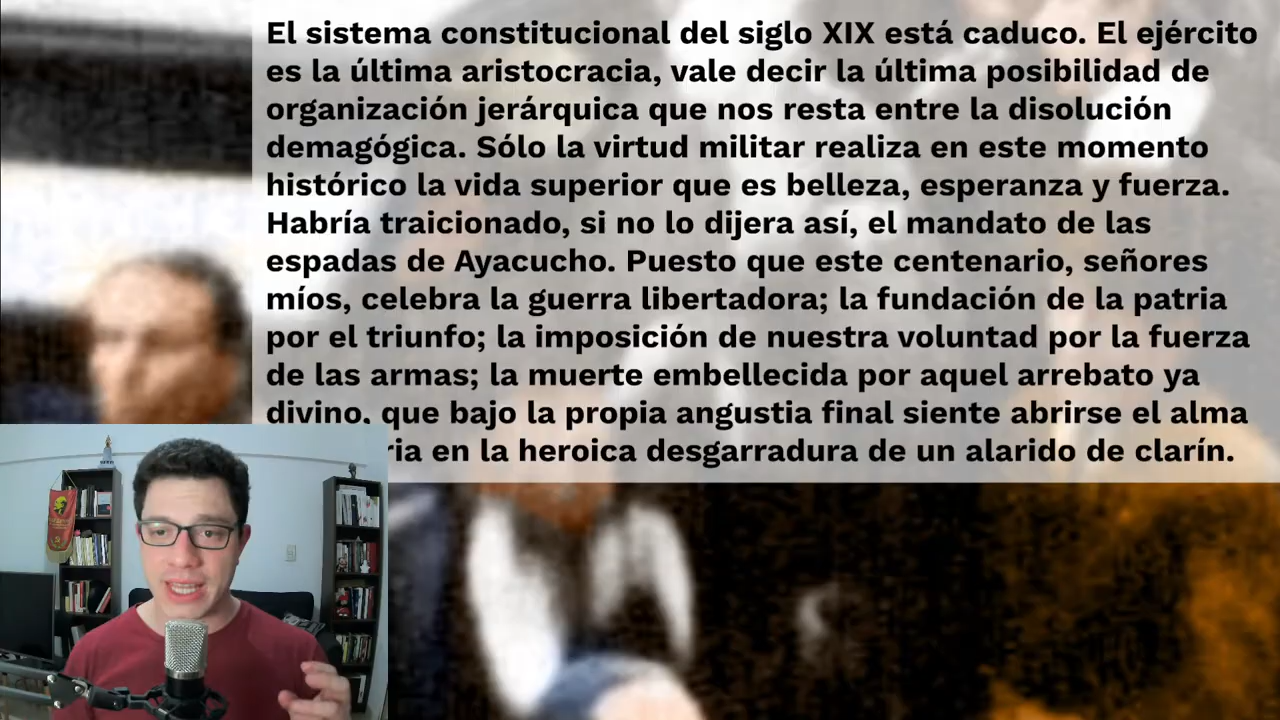 El sistema constitucional del siglo XIX está caduco. El ejército
es la última aristocracia, vale decir la última posibilidad de
organización jerárquica que nos resta entre la disolución
demagógica. Sólo la virtud militar realiza en este momento
histórico la vida superior que es belleza, esperanza y fuerza.
Habría traicionado, si no lo dijera así, el mandato de las
espadas de Ayacucho. Puesto que este centenario, señores
míos, celebra la guerra libertadora; la fundación de la patria
por el triunfo; la imposición de nuestra voluntad por la fuerza
de las armas; la muerte embellecida por aquel arrebato ya
divino, que bajo la propia angustia final siente abrirse el alma
ria en la heroica desgarradura de un alarido de clarín.